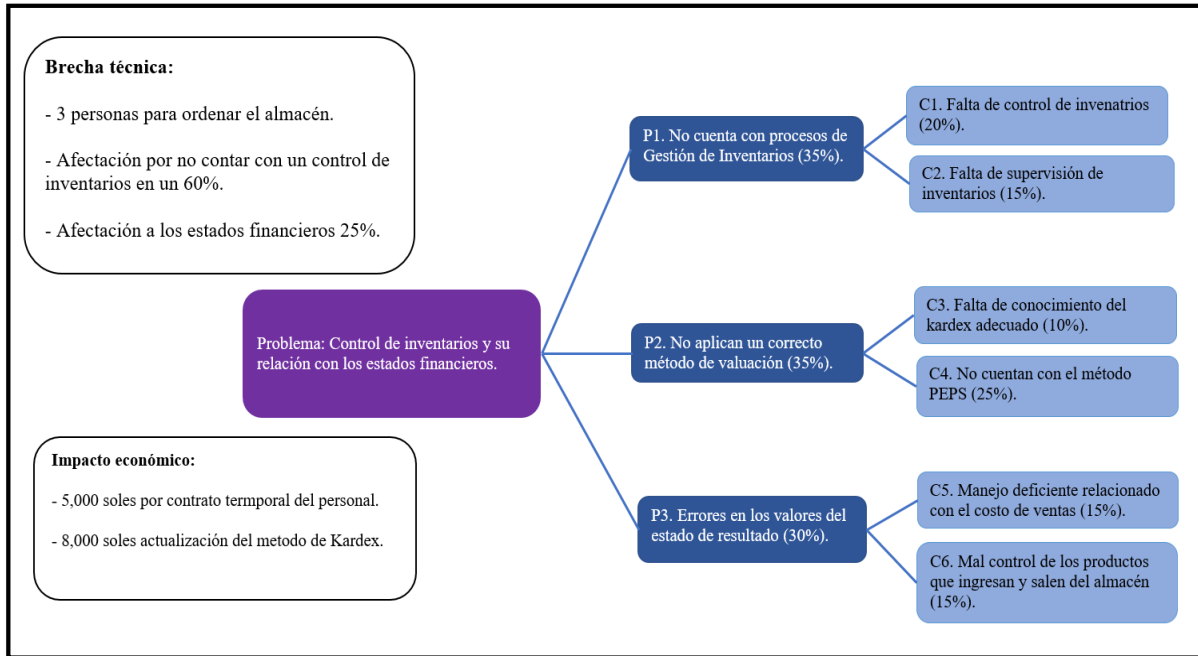 Brecha técnica:
- 3 personas para ordenar el almacén.
- Afectación por no contar con un control de
inventarios en un 60%.
- Afectación a los estados financieros 25%.
Problema: Control de inventarios y su
relación con los estados financieros.
Impacto económico:
- 5,000 soles por contrato termporal del personal.
- 8,000 soles actualización del metodo de Kardex.
P1. No cuenta con procesos de
Gestión de Inventarios (35%).
C1. Falta de control de invenatrios
(20%).
C2. Falta de supervisión de
inventarios (15%).
P2. No aplican un correcto
método de valuación (35%).
C3. Falta de conocimiento del
kardex adecuado (10%).
C4. No cuentan con el método
PEPS (25%).
P3. Errores en los valores del
estado de resultado (30%).
C5. Manejo deficiente relacionado
con el costo de ventas (15%).
C6. Mal control de los productos
que ingresan y salen del almacén
(15%).